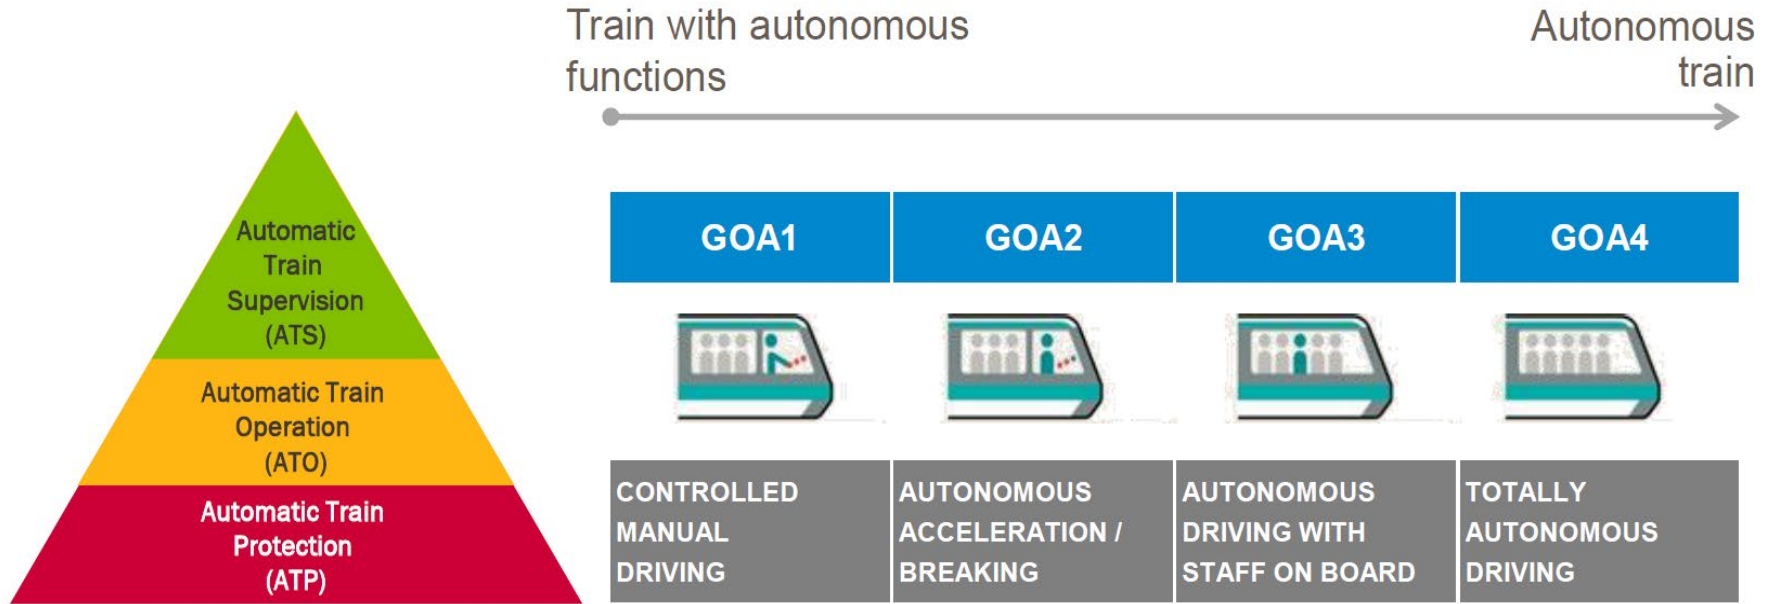 Train with autonomous
functions
Autonomous
train
Automatic
Train
Supervision
(ATS)
Automatic Train
Operation
(ATO)
Automatic Train
Protection
(ATP)
GOA1
GOA2
GOA3
GOA4
CONTROLLED
MANUAL
DRIVING
AUTONOMOUS
ACCELERATION /
BREAKING
AUTONOMOUS
DRIVING WITH
STAFF ON BOARD
TOTALLY
AUTONOMOUS
DRIVING